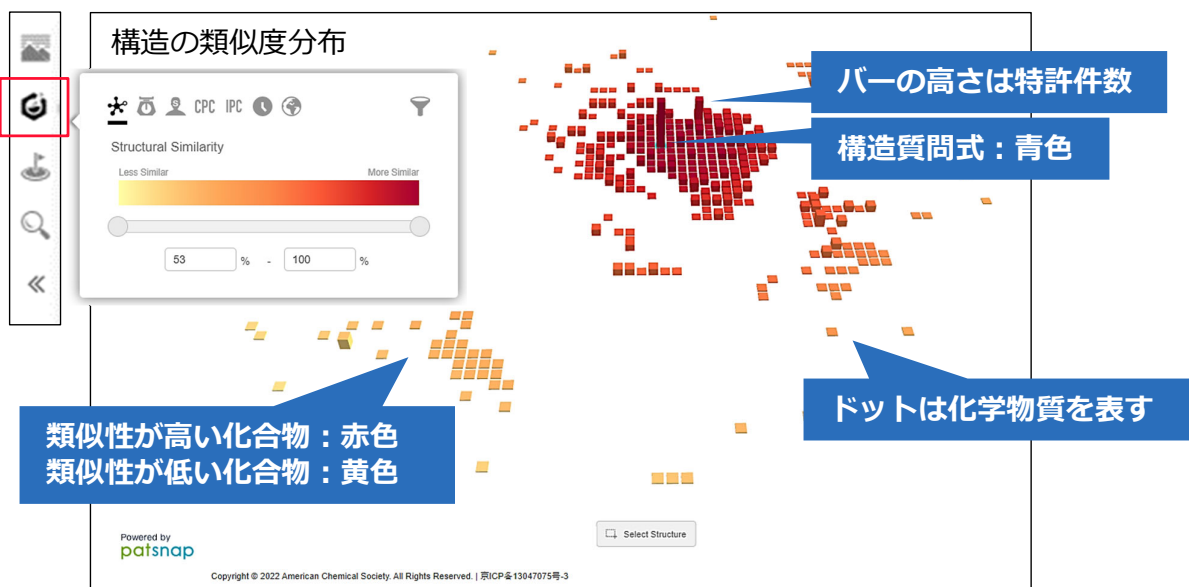 構造の類似度分布
CPC IPC
Structural Similarity
Less Similar More Similar
53 % - 100 %
バーの高さは特許件数
構造質問式：青色
ドットは化学物質を表す
類似性が高い化合物：赤色
類似性が低い化合物：黄色
Select Structure
Powered by
patsnap
Copyright © 2022 American Chemical Society. All Rights Reserved. | 京ICP备13047075号-3